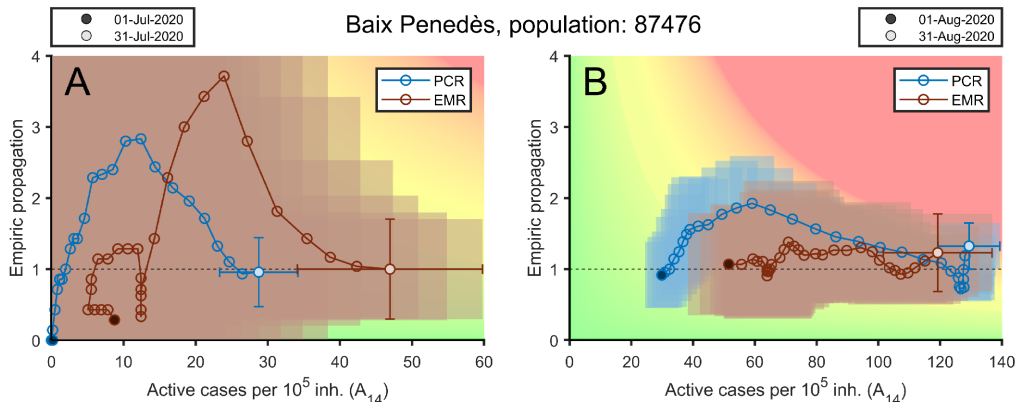 Baix Penedès, population: 87476
01-Jul-2020
31-Jul-2020
01-Aug-2020
31-Aug-2020
A
PCR
EMR
Empiric propagation
4
3
2
1
0
0 10 20 30 40 50 60
Active cases per 10⁵ inh. (A₁₄)
B
PCR
EMR
Empiric propagation
4
3
2
1
0
0 20 40 60 80 100 120 140
Active cases per 10⁵ inh. (A₁₄)